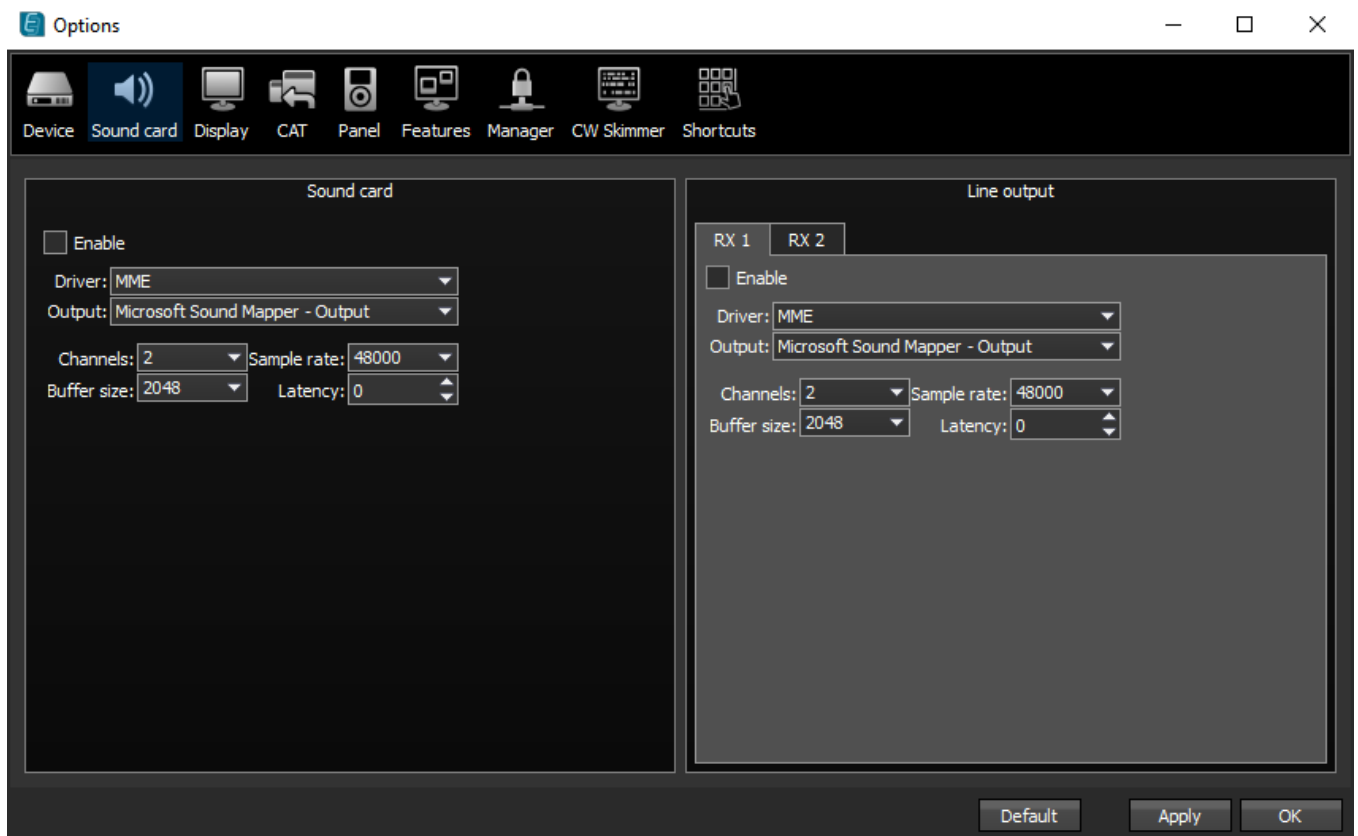 Options
Device Sound card Display CAT Panel Features Manager CW Skimmer Shortcuts
Sound card
Enable
Driver: MME
Output: Microsoft Sound Mapper - Output
Channels: 2 Sample rate: 48000
Buffer size: 2048 Latency: 0
Line output
RX 1 RX 2
Enable
Driver: MME
Output: Microsoft Sound Mapper - Output
Channels: 2 Sample rate: 48000
Buffer size: 2048 Latency: 0
Default Apply OK